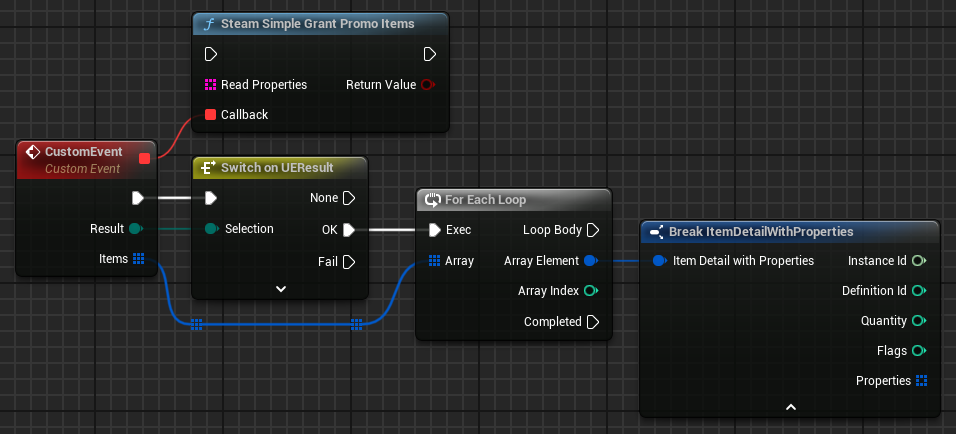 Steam Simple Grant Promo Items
Read Properties
Return Value
Callback
CustomEvent
Custom Event
Result
Items
Switch on UEResult
None
Selection
OK
Fail
For Each Loop
Exec
Loop Body
Array
Array Element
Array Index
Completed
Break ItemDetailWithProperties
Item Detail with Properties
Instance Id
Definition Id
Quantity
Flags
Properties